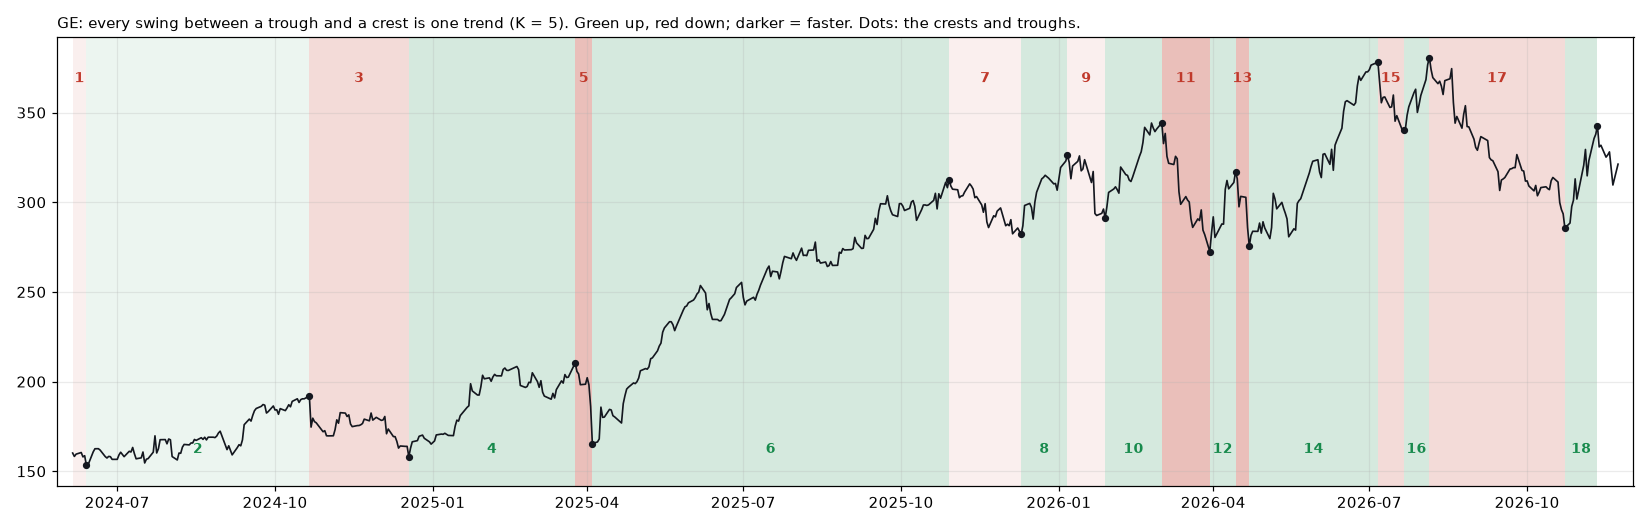 GE: every swing between a trough and a crest is one trend (K = 5). Green up, red down; darker = faster. Dots: the crests and troughs.
1 3 5 7 9 11 13 15 17
2 4 6 8 10 12 14 16 18
350
300
250
200
150
2024-07 2024-10 2025-01 2025-04 2025-07 2025-10 2026-01 2026-04 2026-07 2026-10